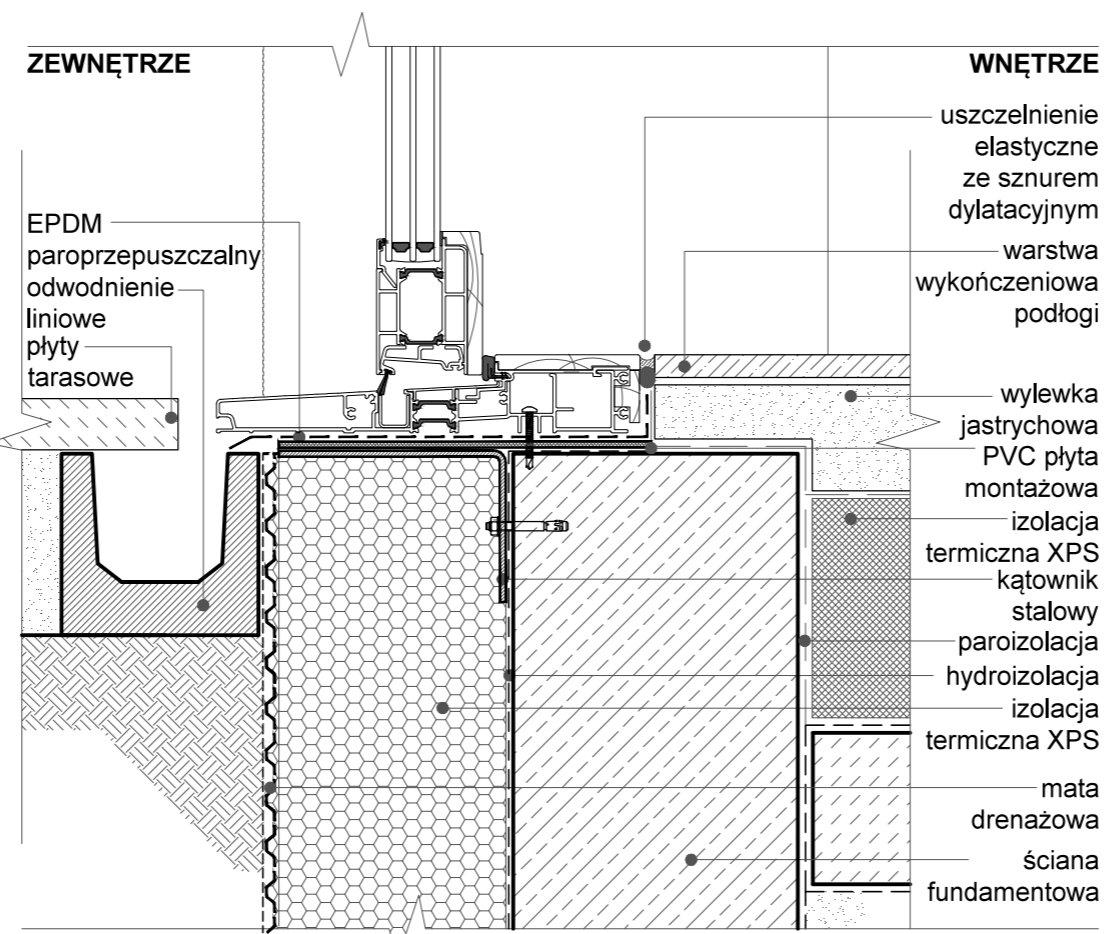 ZEWNĘTRZE
WNĘTRZE
EPDM
paroprzepuszczalny
odwodnienie
liniowe
płyty
tarasowe
uszczelnienie
elastyczne
ze sznurem
dylatacyjnym
warstwa
wykończeniowa
podłogi
wylewka
jastrychowa
PVC płyta
montażowa
izolacja
termiczna XPS
kątownik
stalowy
paroizolacja
hydroizolacja
izolacja
termiczna XPS
mata
drenażowa
ściana
fundamentowa